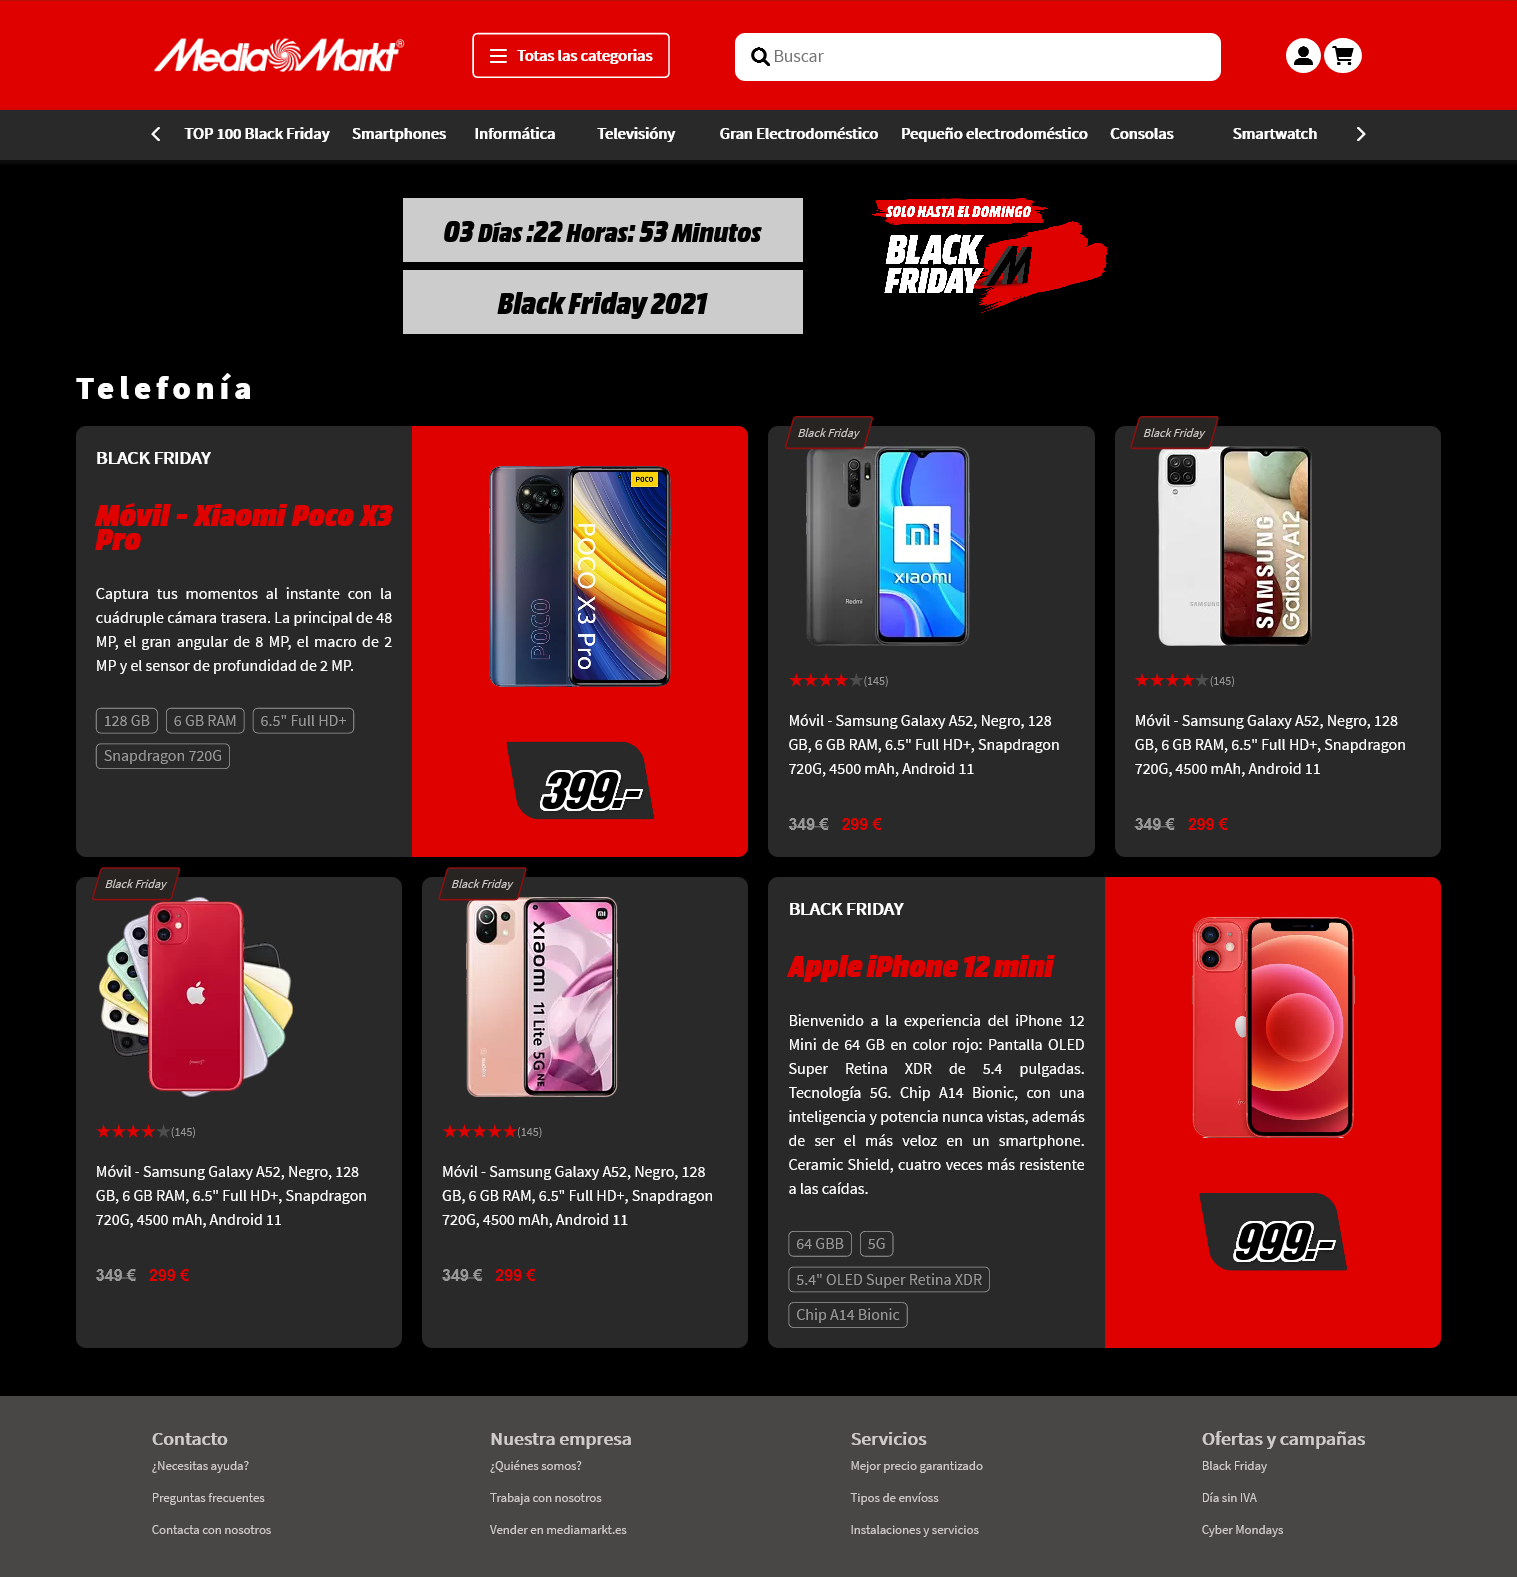 MediaMarkt®
Totas las categorias
Buscar
TOP 100 Black Friday
Smartphones
Informática
Televisióny
Gran Electrodoméstico
Pequeño electrodoméstico
Consolas
Smartwatch
03 Días :22 Horas: 53 Minutos
Black Friday 2021
SOLO HASTA EL DOMINGO
BLACK
FRIDAY
Telefonía
BLACK FRIDAY
Móvil - Xiaomi Poco X3
Pro
Captura tus momentos al instante con la
cuádruple cámara trasera. La principal de 48
MP, el gran angular de 8 MP, el macro de 2
MP y el sensor de profundidad de 2 MP.
128 GB
6 GB RAM
6.5" Full HD+
Snapdragon 720G
POCO
POCO
POCO X3 Pro
399.-
Black Friday
Redmi
mi
xiaomi
(145)
Móvil - Samsung Galaxy A52, Negro, 128
GB, 6 GB RAM, 6.5" Full HD+, Snapdragon
720G, 4500 mAh, Android 11
349 € 299 €
Black Friday
SAMSUNG
SAMSUNG
Galaxy A12
(145)
Móvil - Samsung Galaxy A52, Negro, 128
GB, 6 GB RAM, 6.5" Full HD+, Snapdragon
720G, 4500 mAh, Android 11
349 € 299 €
Black Friday
(145)
Móvil - Samsung Galaxy A52, Negro, 128
GB, 6 GB RAM, 6.5" Full HD+, Snapdragon
720G, 4500 mAh, Android 11
349 € 299 €
Black Friday
mi
xiaomi 11 Lite 5G NE
(145)
Móvil - Samsung Galaxy A52, Negro, 128
GB, 6 GB RAM, 6.5" Full HD+, Snapdragon
720G, 4500 mAh, Android 11
349 € 299 €
BLACK FRIDAY
Apple iPhone 12 mini
Bienvenido a la experiencia del iPhone 12
Mini de 64 GB en color rojo: Pantalla OLED
Super Retina XDR de 5.4 pulgadas.
Tecnología 5G. Chip A14 Bionic, con una
inteligencia y potencia nunca vistas, además
de ser el más veloz en un smartphone.
Ceramic Shield, cuatro veces más resistente
a las caídas.
64 GBB
5G
5.4" OLED Super Retina XDR
Chip A14 Bionic
999.-
Contacto
¿Necesitas ayuda?
Preguntas frecuentes
Contacta con nosotros
Nuestra empresa
¿Quiénes somos?
Trabaja con nosotros
Vender en mediamarkt.es
Servicios
Mejor precio garantizado
Tipos de envíoss
Instalaciones y servicios
Ofertas y campañas
Black Friday
Día sin IVA
Cyber Mondays